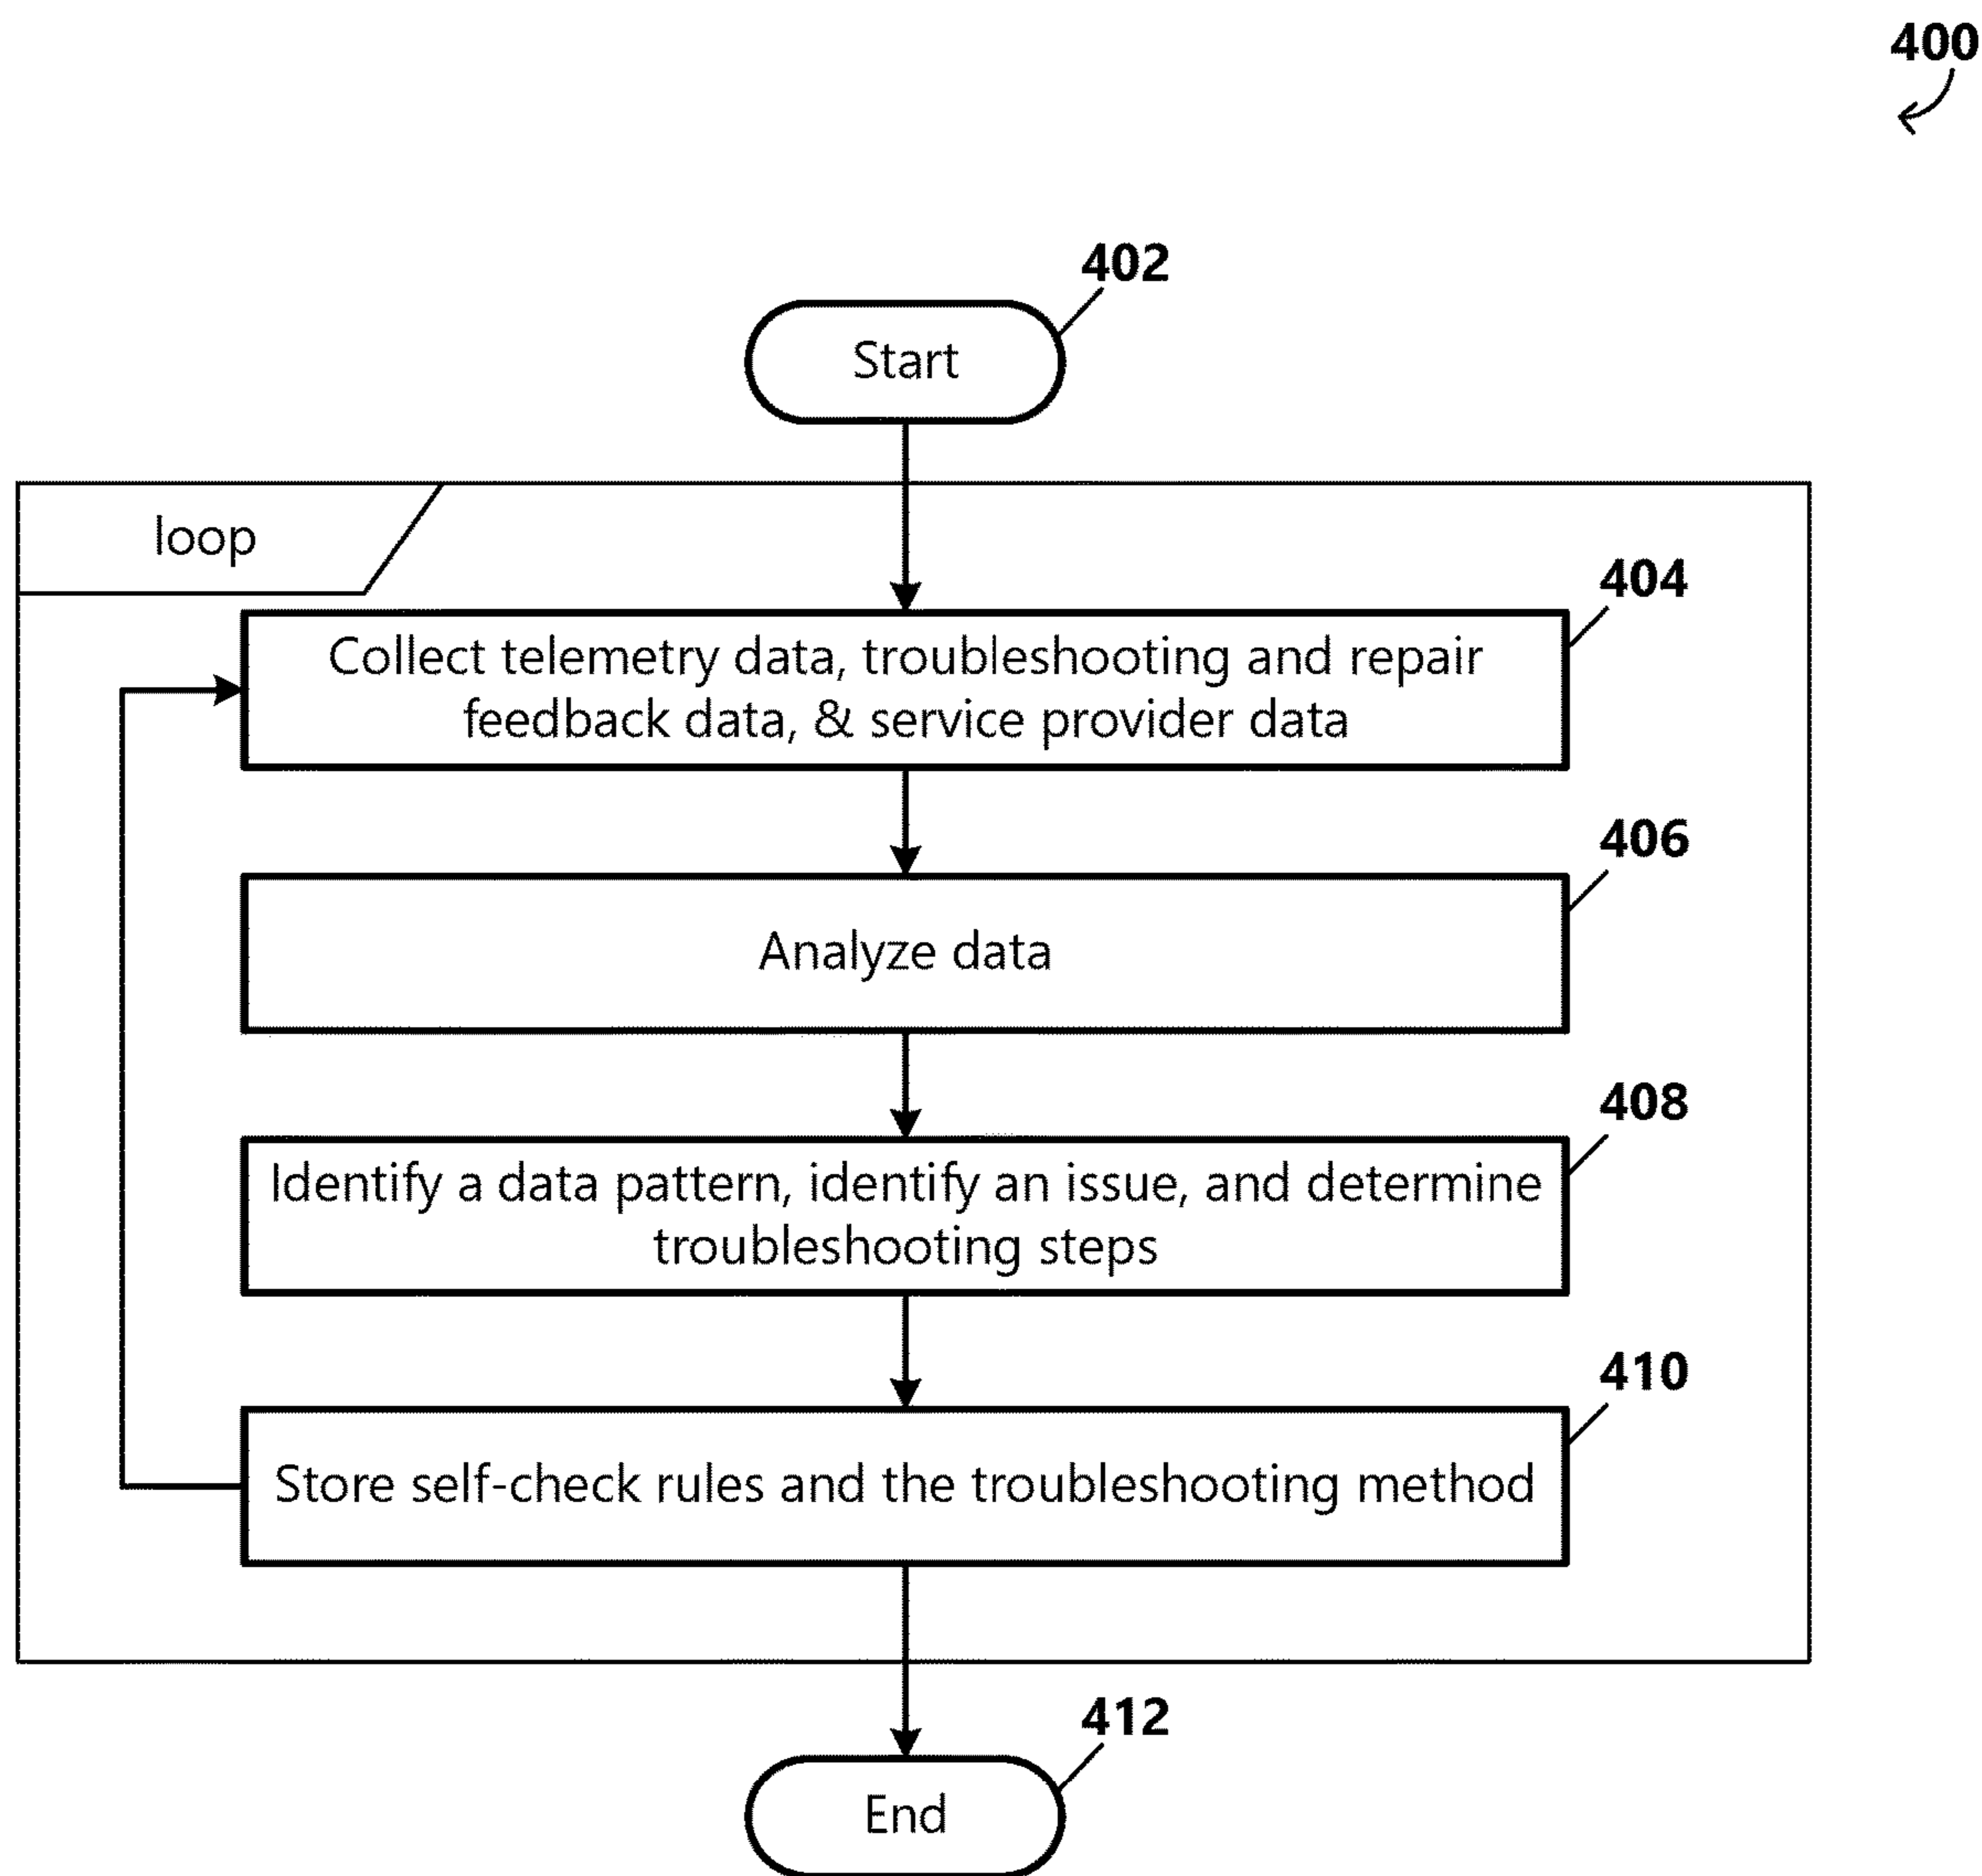 400
402
Start
loop
404
Collect telemetry data, troubleshooting and repair
feedback data, & service provider data
406
Analyze data
408
Identify a data pattern, identify an issue, and determine
troubleshooting steps
410
Store self-check rules and the troubleshooting method
412
End